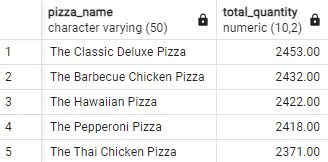 pizza_name total_quantity
character varying (50) numeric (10,2)
1 The Classic Deluxe Pizza 2453.00
2 The Barbecue Chicken Pizza 2432.00
3 The Hawaiian Pizza 2422.00
4 The Pepperoni Pizza 2418.00
5 The Thai Chicken Pizza 2371.00